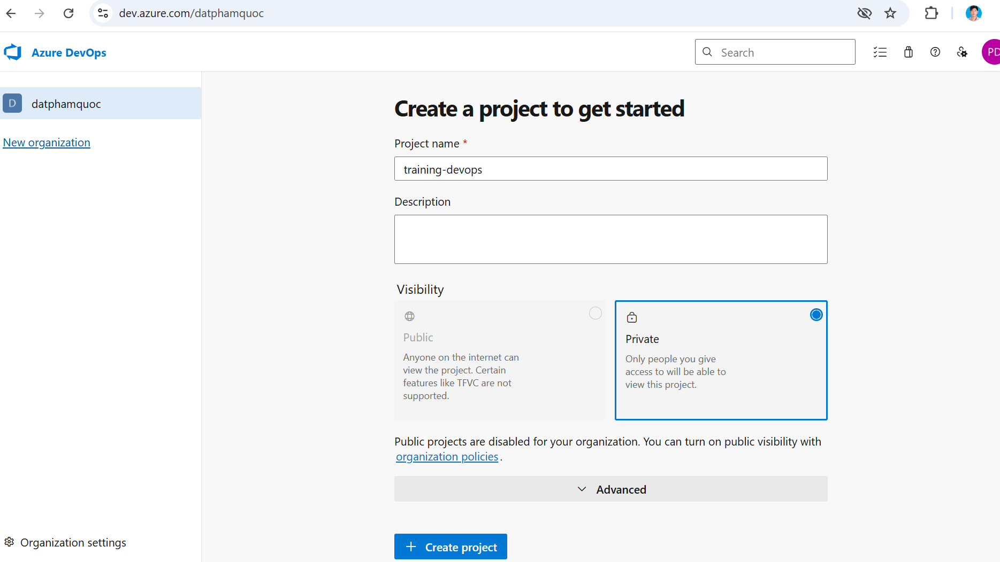 dev.azure.com/datphamquoc
Azure DevOps
Search
PD
D
datphamquoc
New organization
Create a project to get started
Project name *
training-devops
Description
Visibility
Public
Anyone on the internet can
view the project. Certain
features like TFVC are not
supported.
Private
Only people you give
access to will be able to
view this project.
Public projects are disabled for your organization. You can turn on public visibility with
organization policies.
Advanced
Organization settings
Create project